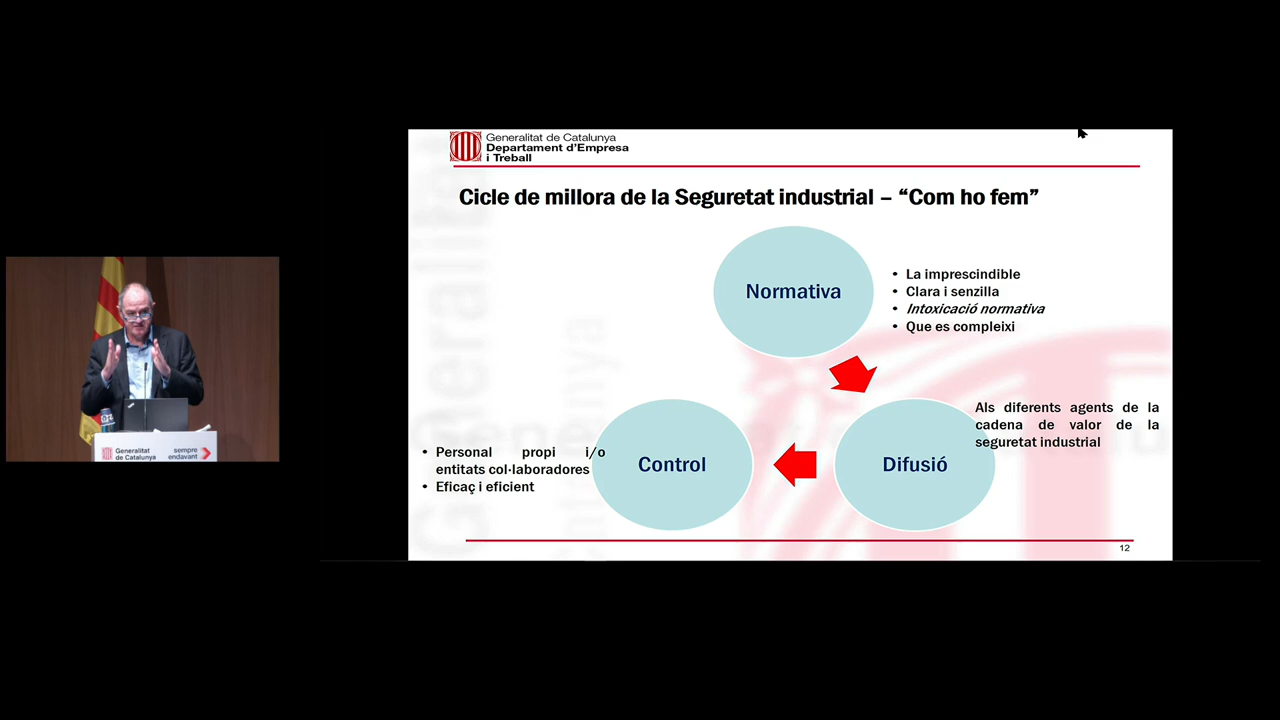 Generalitat de Catalunya
Departament d'Empresa
i Treball
Cicle de millora de la Seguretat industrial – “Com ho fem”
Normativa
• La imprescindible
• Clara i senzilla
• Intoxicació normativa
• Que es compleixi
Difusió
Als diferents agents de la
cadena de valor de la
seguretat industrial
Control
• Personal propi i/o
entitats col·laboradores
• Eficaç i eficient
12
Generalitat
de Catalunya
sempre
endavant